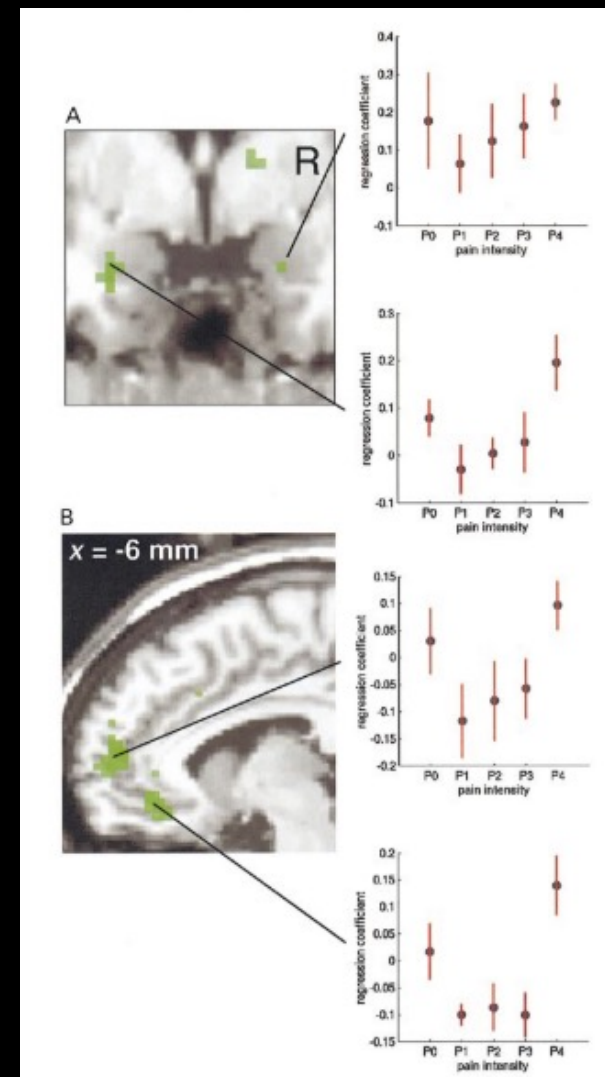 A
R
0.4
0.3
0.2
0.1
0
-0.1
regression coefficient
P0 P1 P2 P3 P4
pain intensity
0.3
0.2
0.1
0
-0.1
regression coefficient
P0 P1 P2 P3 P4
pain intensity
B
x = -6 mm
0.15
0.1
0.05
0
-0.05
-0.1
-0.15
-0.2
regression coefficient
P0 P1 P2 P3 P4
pain intensity
0.2
0.15
0.1
0.05
0
-0.05
-0.1
-0.15
regression coefficient
P0 P1 P2 P3 P4
pain intensity